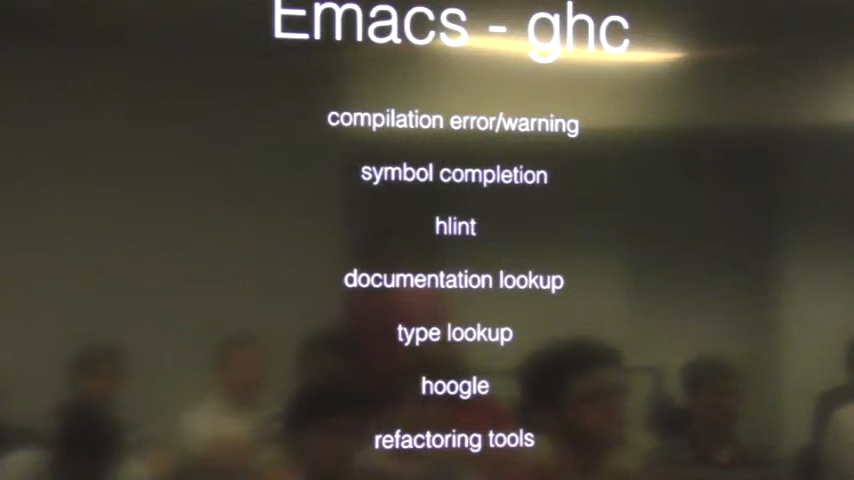 Emacs - ghc
compilation error/warning
symbol completion
hlint
documentation lookup
type lookup
hoogle
refactoring tools